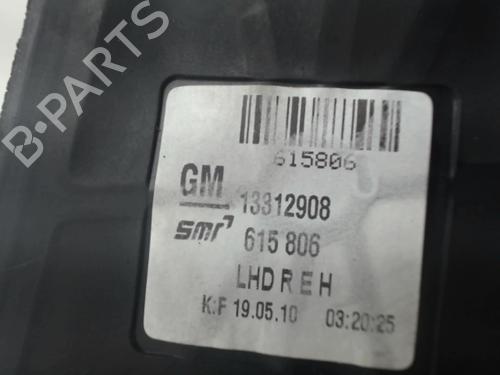 B-PARTS
615806
GM 13312908
smr 615 806
LHD R E H
K:F 19.05.10 03:20:25